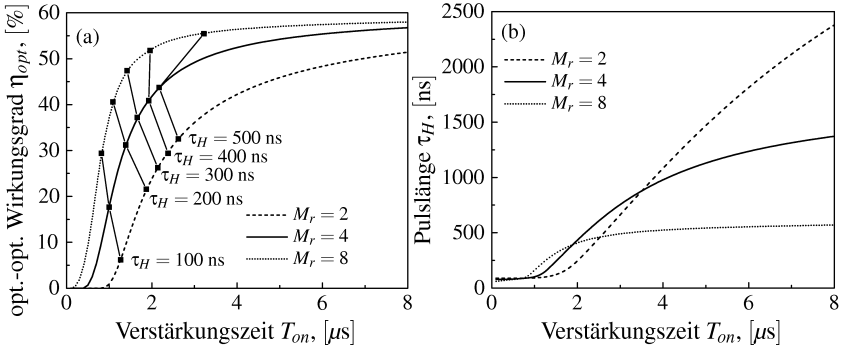 (a)
opt.-opt. Wirkungsgrad η_opt, [%]
60
50
40
30
20
10
0
τ_H = 500 ns
τ_H = 400 ns
τ_H = 300 ns
τ_H = 200 ns
τ_H = 100 ns
M_r = 2
M_r = 4
M_r = 8
0 2 4 6 8
Verstärkungszeit T_on, [µs]
(b)
Pulslänge τ_H, [ns]
2500
2000
1500
1000
500
0
M_r = 2
M_r = 4
M_r = 8
0 2 4 6 8
Verstärkungszeit T_on, [µs]